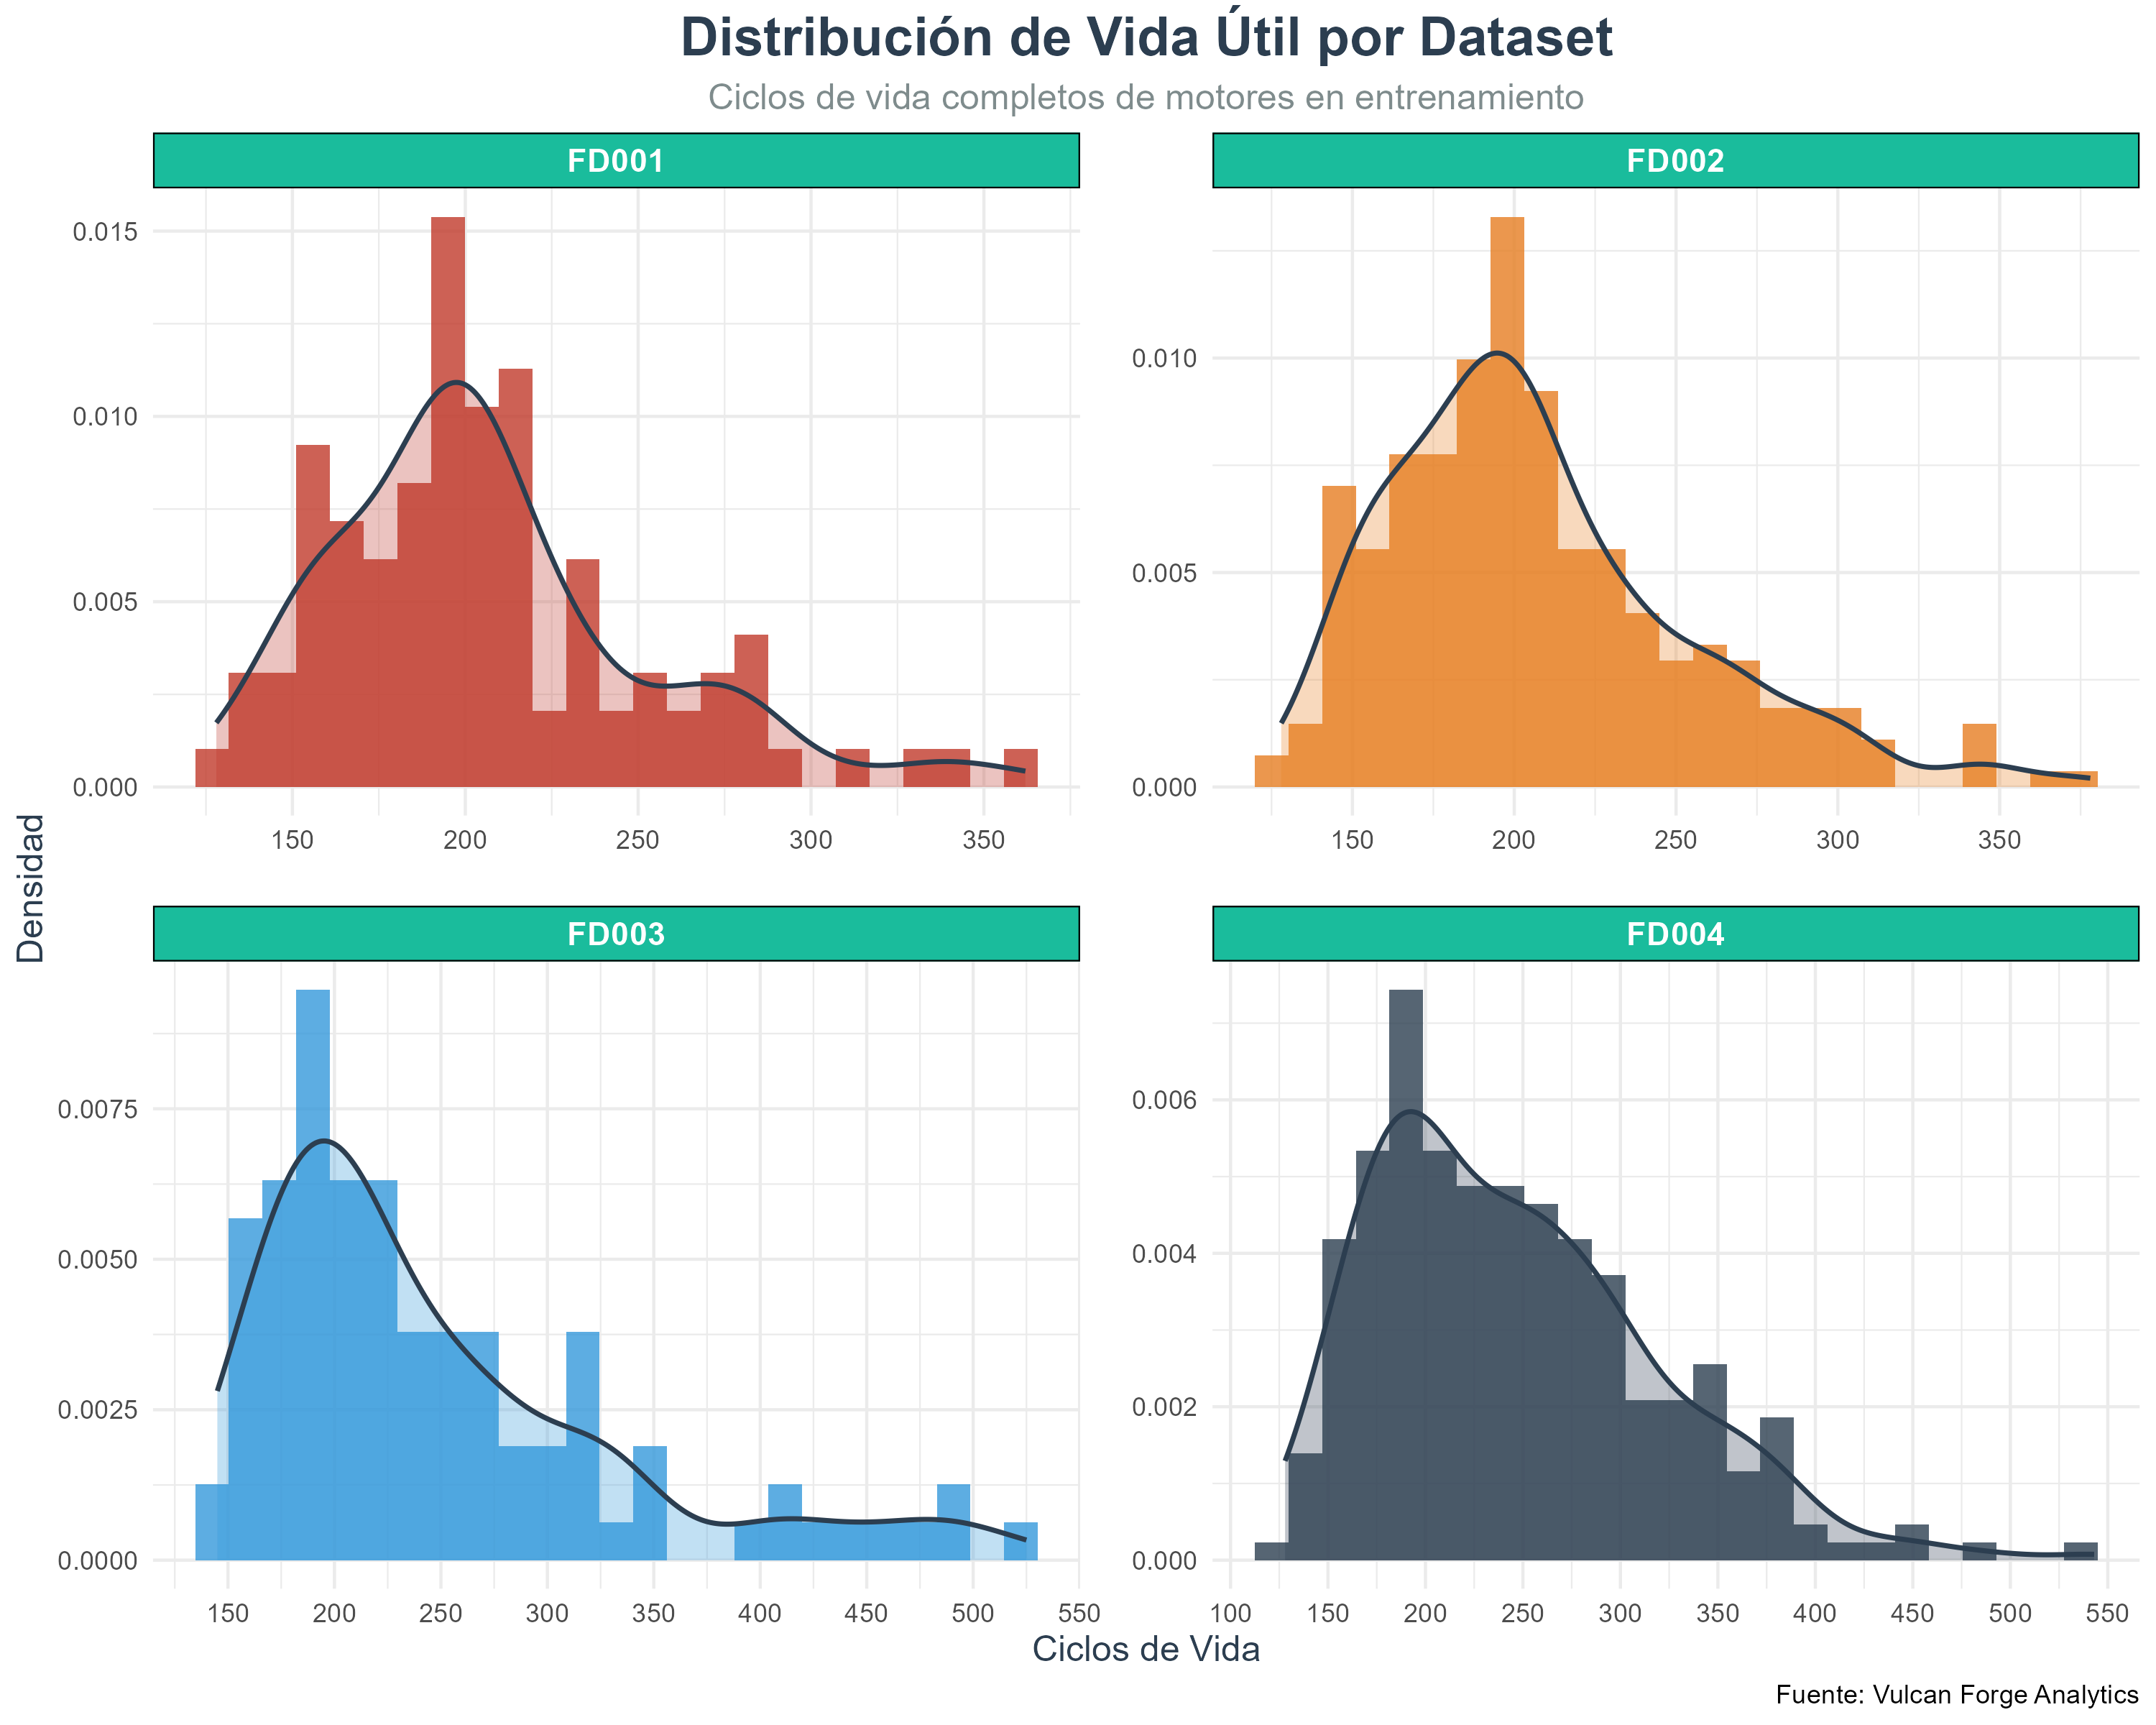 Distribución de Vida Útil por Dataset
Ciclos de vida completos de motores en entrenamiento
FD001
FD002
0.015
0.010
0.005
0.000
150 200 250 300 350
0.010
0.005
0.000
150 200 250 300 350
Densidad
FD003
FD004
0.0075
0.0050
0.0025
0.0000
150 200 250 300 350 400 450 500 550
0.006
0.004
0.002
0.000
100 150 200 250 300 350 400 450 500 550
Ciclos de Vida
Fuente: Vulcan Forge Analytics